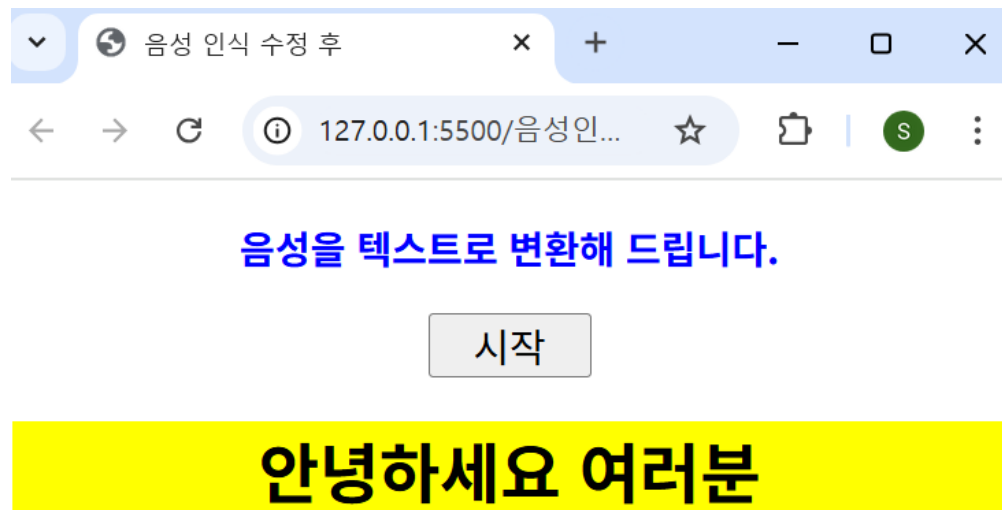 음성 인식 수정 후
127.0.0.1:5500/음성인...
S
음성을 텍스트로 변환해 드립니다.
시작
안녕하세요 여러분